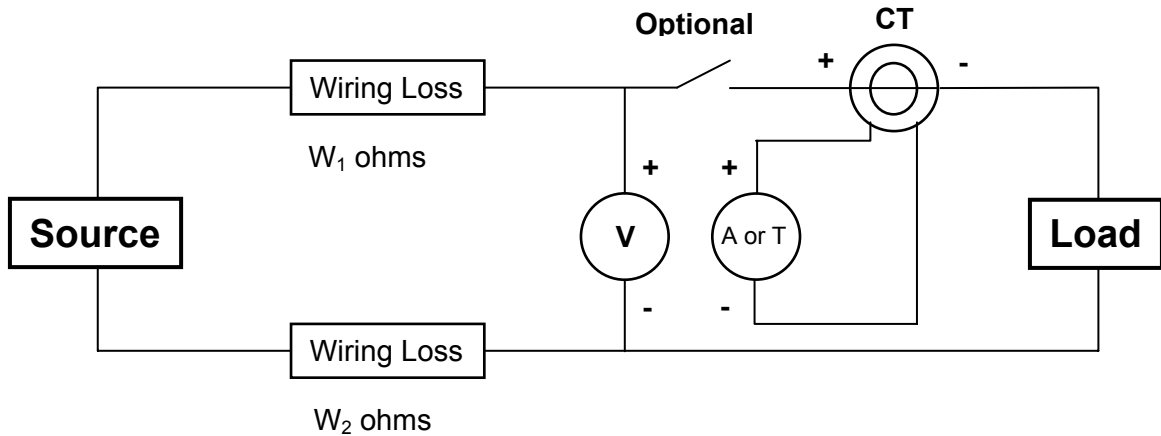 Optional
CT
+
-
Wiring Loss
W₁ ohms
+
+
Source
V
A or T
Load
-
-
Wiring Loss
W₂ ohms